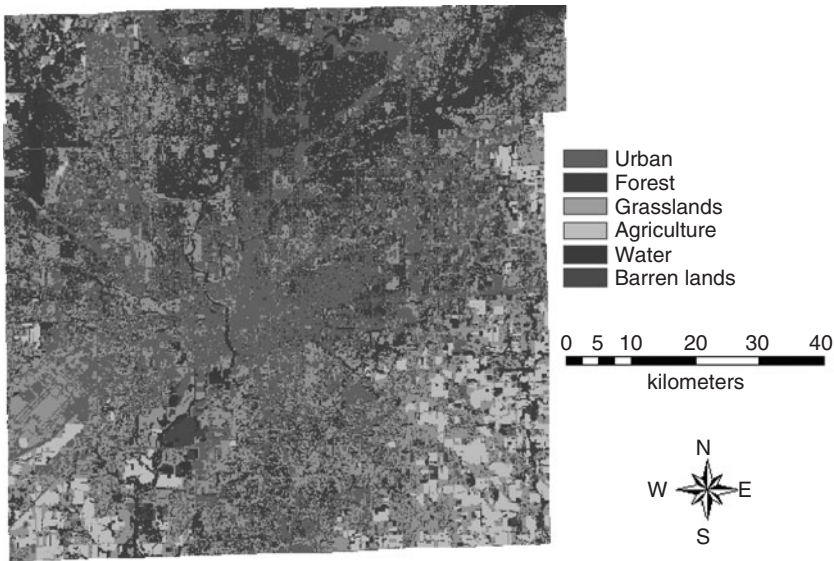 Urban
Forest
Grasslands
Agriculture
Water
Barren lands
0 5 10 20 30 40
kilometers
N
W E
S